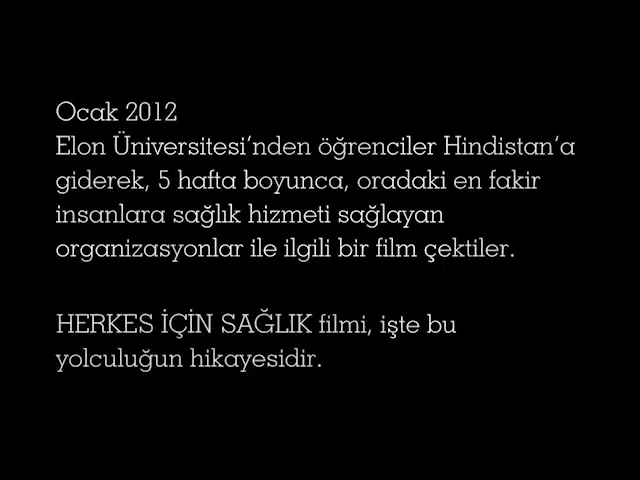 Ocak 2012
Elon Üniversitesi'nden öğrenciler Hindistan'a
giderek, 5 hafta boyunca, oradaki en fakir
insanlara sağlık hizmeti sağlayan
organizasyonlar ile ilgili bir film çektiler.
HERKES İÇİN SAĞLIK filmi, işte bu
yolculuğun hikayesidir.